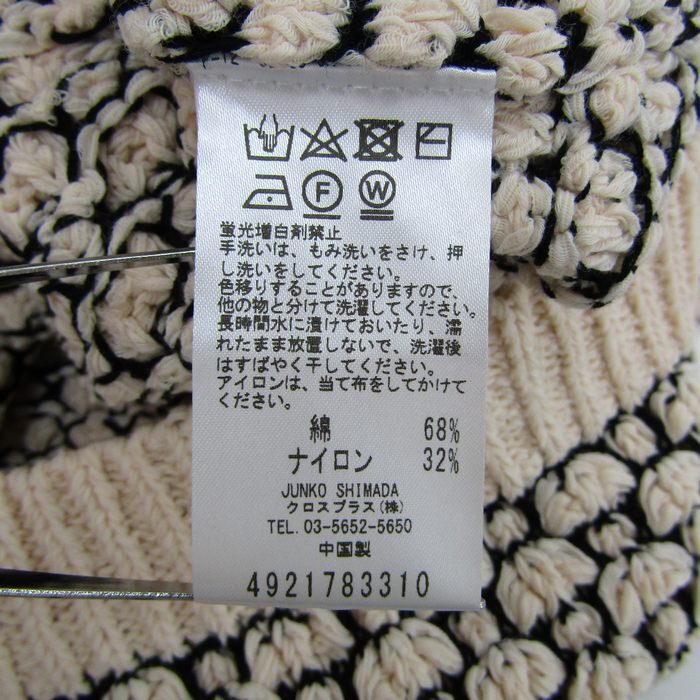 F W
蛍光増白剤禁止
手洗いは、もみ洗いをさけ、押
し洗いをしてください。
色移りすることがありますので、
他の物と分けて洗濯してください。
長時間水に漬けておいたり、濡
れたまま放置しないで、洗濯後
はすばやく干してください。
アイロンは、当て布をしてかけて
ください。
綿 68%
ナイロン 32%
JUNKO SHIMADA
クロスプラス(株)
TEL. 03-5652-5650
中国製
4921783310